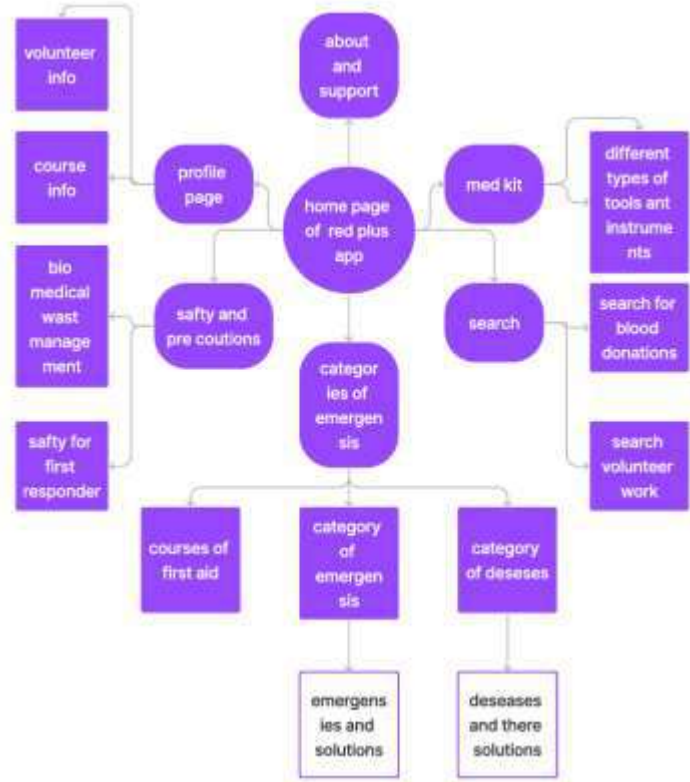 volunteer
info
about
and
support
course
info
profile
page
home page
of red plus
app
med kit
different
types of
tools ant
instrume
nts
bio
medical
wast
manage
ment
safty and
pre coutions
search
search for
blood
donations
categor
ies of
emergen
sis
safty for
first
responder
search
volunteer
work
courses of
first aid
category
of
emergen
sis
category
of deseses
emergens
ies and
solutions
deseases
and there
solutions